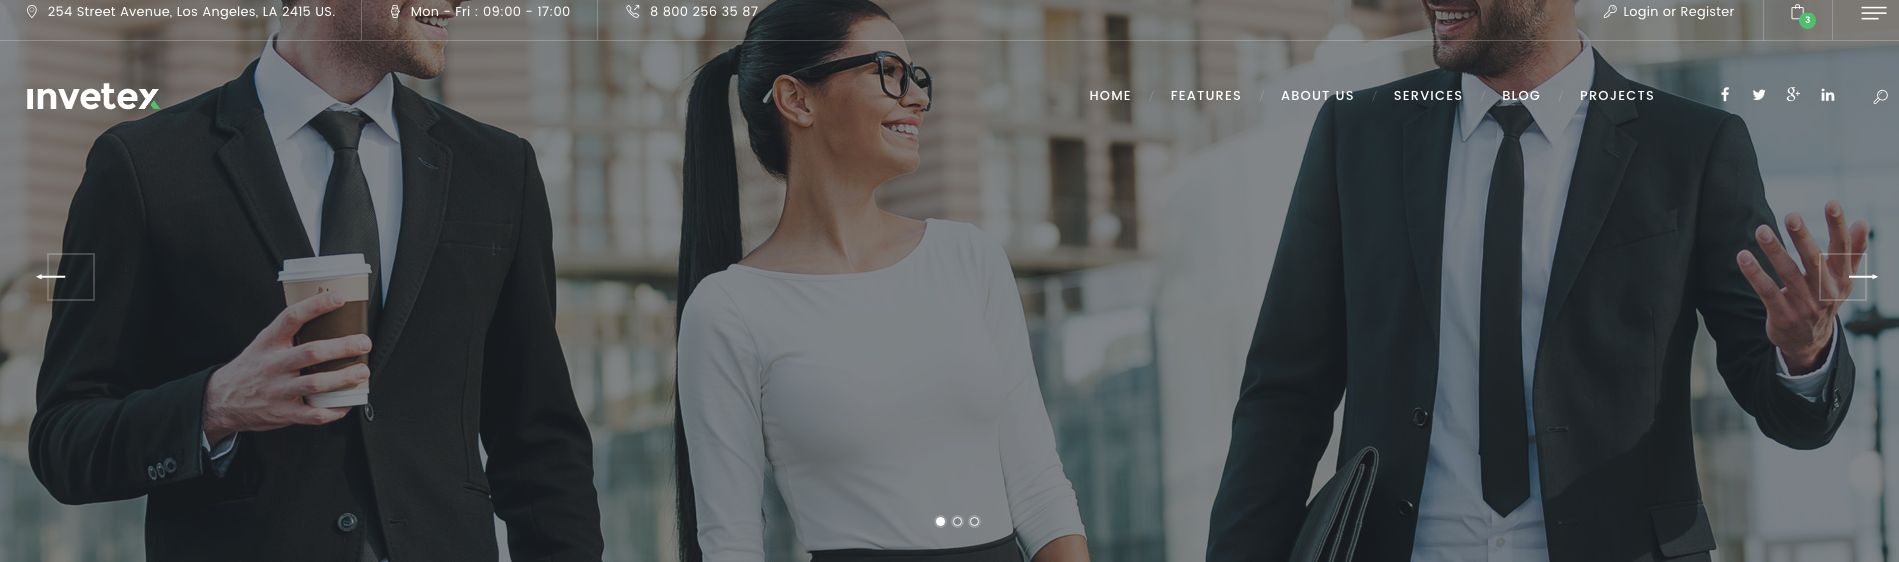 254 Street Avenue, Los Angeles, LA 2415 US.
Mon - Fri : 09:00 - 17:00
8 800 256 35 87
Login or Register
3
invetex
HOME / FEATURES / ABOUT US / SERVICES / BLOG / PROJECTS